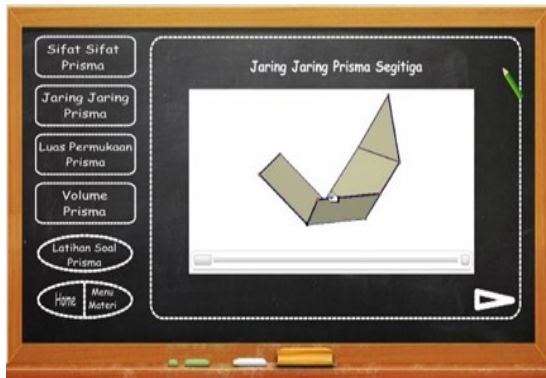 Sifat Sifat
Prisma
Jaring Jaring
Prisma
Luas Permukaan
Prisma
Volume
Prisma
Latihan Soal
Prisma
Home
Menu
Materi
Jaring Jaring Prisma Segitiga